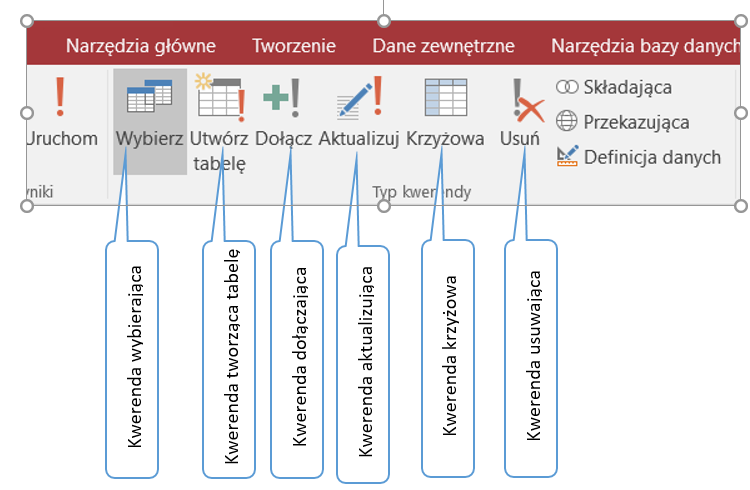 Narzędzia główne Tworzenie Dane zewnętrzne Narzędzia bazy danych
Uruchom Wybierz Utwórz tabelę Dołącz Aktualizuj Krzyżowa Usuń
Składająca
Przekazująca
Definicja danych
yniki Typ kwerendy
Kwerenda wybierająca
Kwerenda tworząca tabelę
Kwerenda dołączająca
Kwerenda aktualizująca
Kwerenda krzyżowa
Kwerenda usuwająca